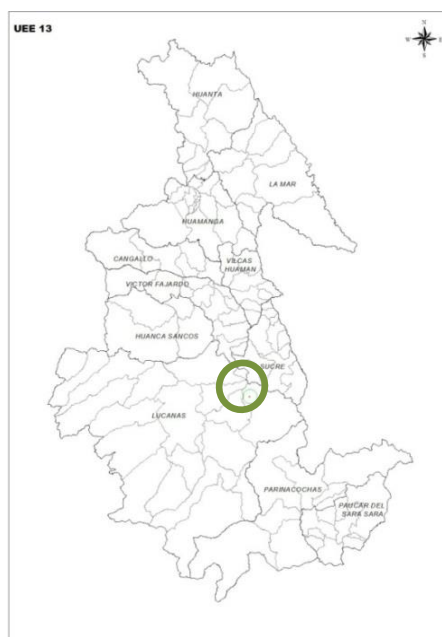 UEE 13
N
HUANTA
LA MAR
HUAMANGA
CANGALLO
VILCAS
HUAMAN
VICTOR FAJARDO
HUANCA SANCOS
SUCRE
LUCANAS
PARINACOCHAS
PAUCAR DEL
SARA SARA